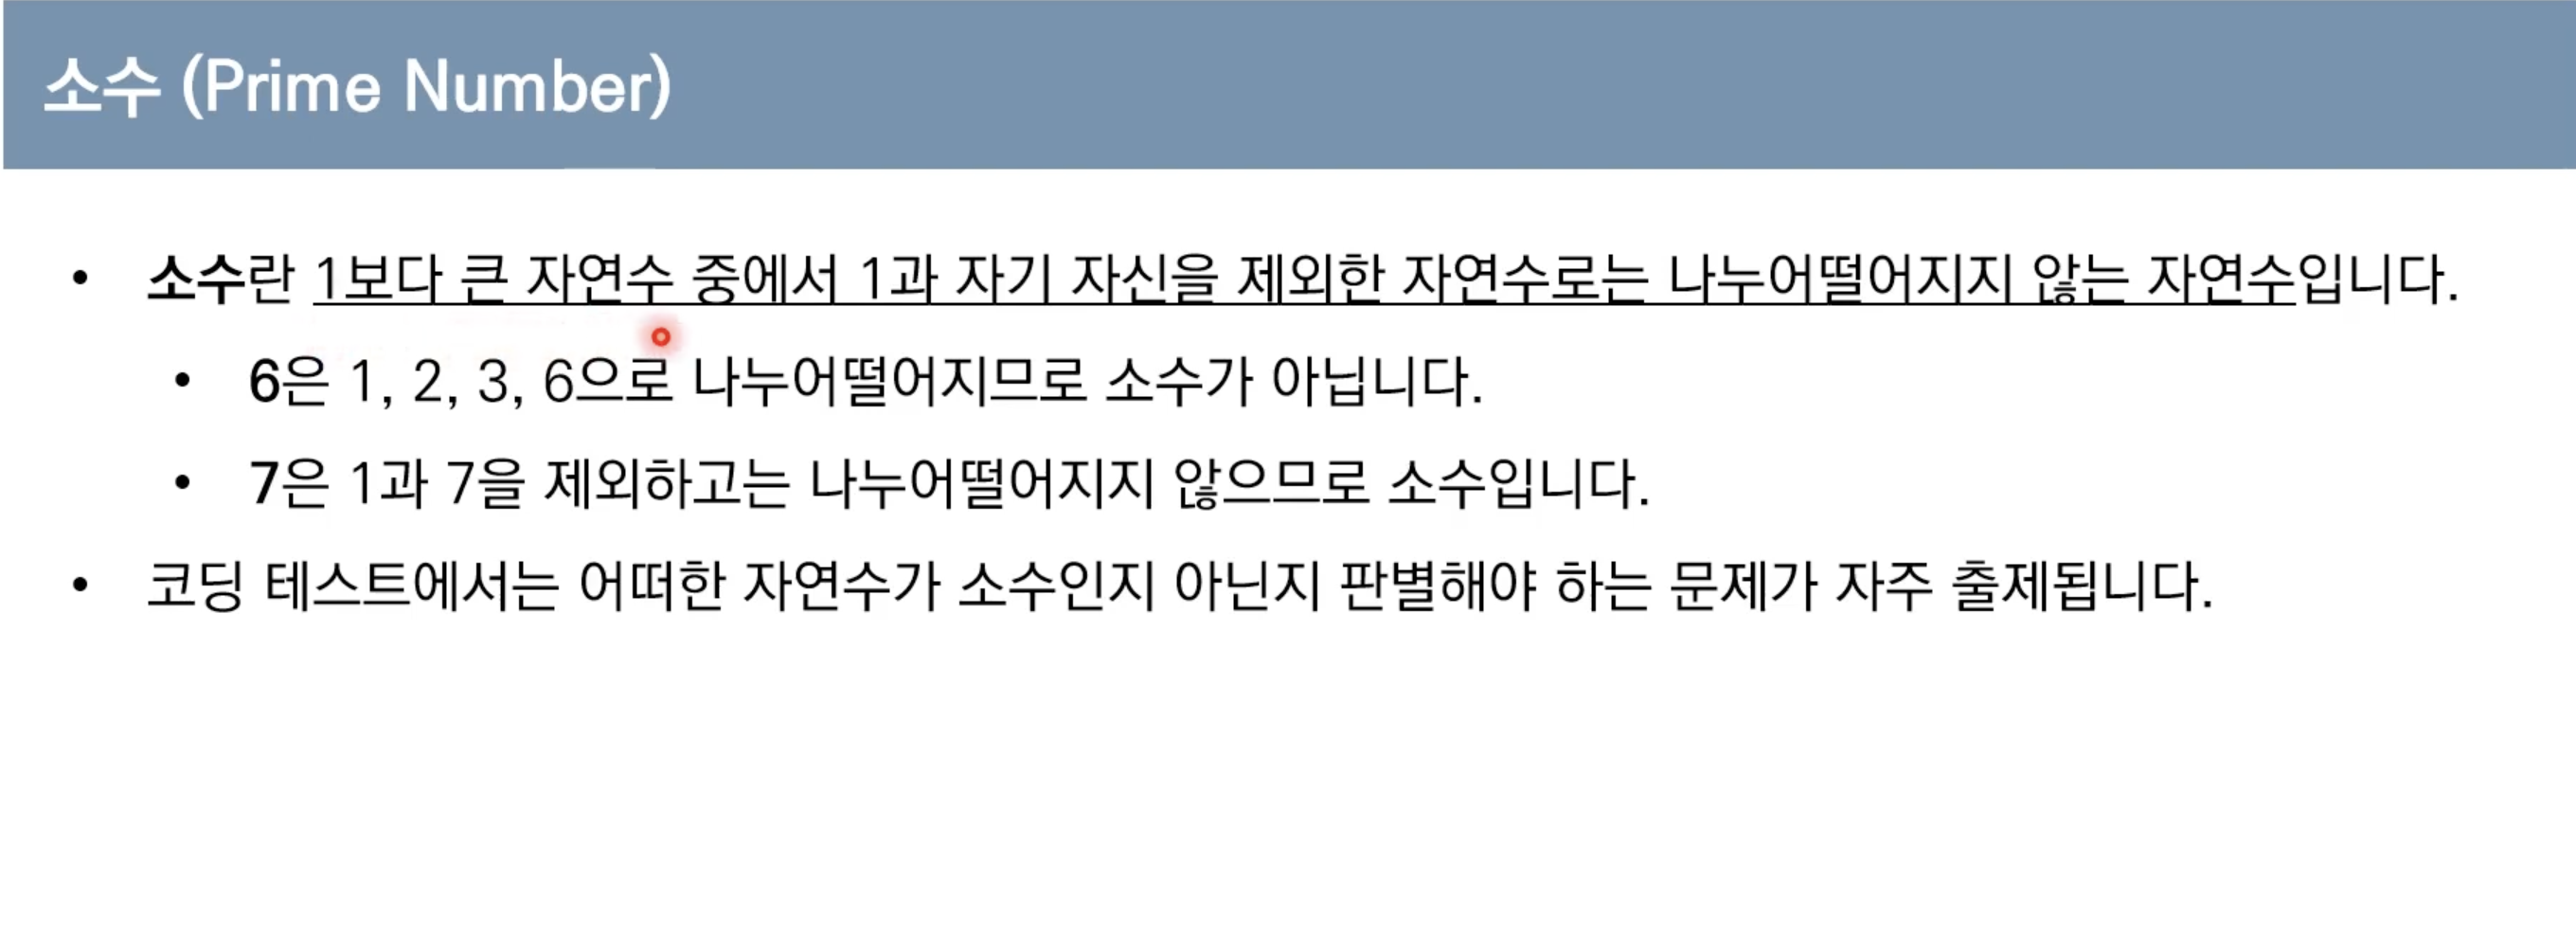 소수 (Prime Number)
• 소수란 1보다 큰 자연수 중에서 1과 자기 자신을 제외한 자연수로는 나누어떨어지지 않는 자연수입니다.
• 6은 1, 2, 3, 6으로 나누어떨어지므로 소수가 아닙니다.
• 7은 1과 7을 제외하고는 나누어떨어지지 않으므로 소수입니다.
• 코딩 테스트에서는 어떠한 자연수가 소수인지 아닌지 판별해야 하는 문제가 자주 출제됩니다.